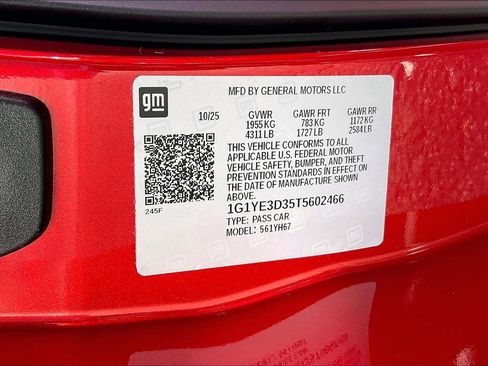 MFD BY GENERAL MOTORS LLC
gm
10/25 GVWR GAWR FRT GAWR RR
1955 KG 783 KG 1172 KG
4311 LB 1727 LB 2584 LB
THIS VEHICLE CONFORMS TO ALL
APPLICABLE U.S. FEDERAL MOTOR
VEHICLE SAFETY, BUMPER, AND THEFT
PREVENTION STANDARDS IN EFFECT ON
THE DATE OF MANUFACTURE SHOWN
ABOVE.
245F
1G1YE3D35T5602466
TYPE: PASS CAR
MODEL: 561YH67